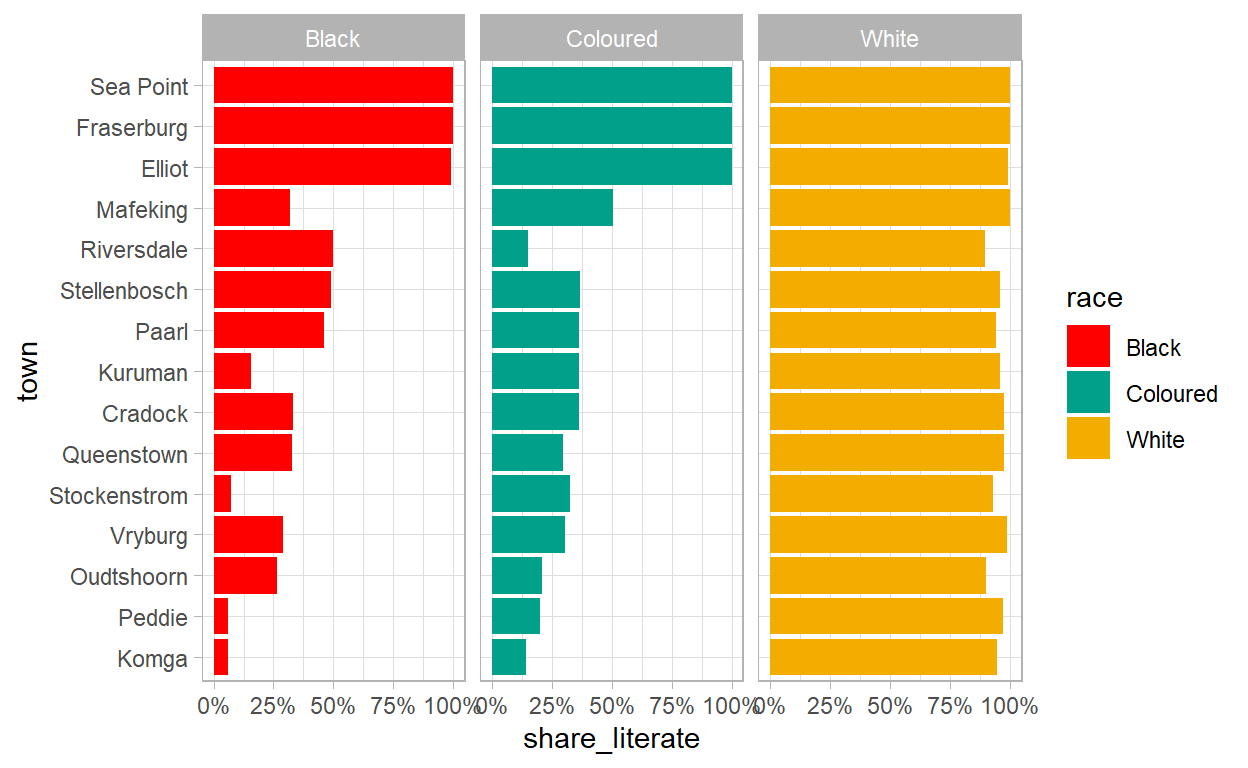 Black Coloured White
Sea Point
Fraserburg
Elliot
Mafeking
Riversdale
Stellenbosch
Paarl
Kuruman
Cradock
Queenstown
Stockenstrom
Vryburg
Oudtshoorn
Peddie
Komga
town
0% 25% 50% 75% 100% 0% 25% 50% 75% 100% 0% 25% 50% 75% 100%
share_literate
race
Black
Coloured
White